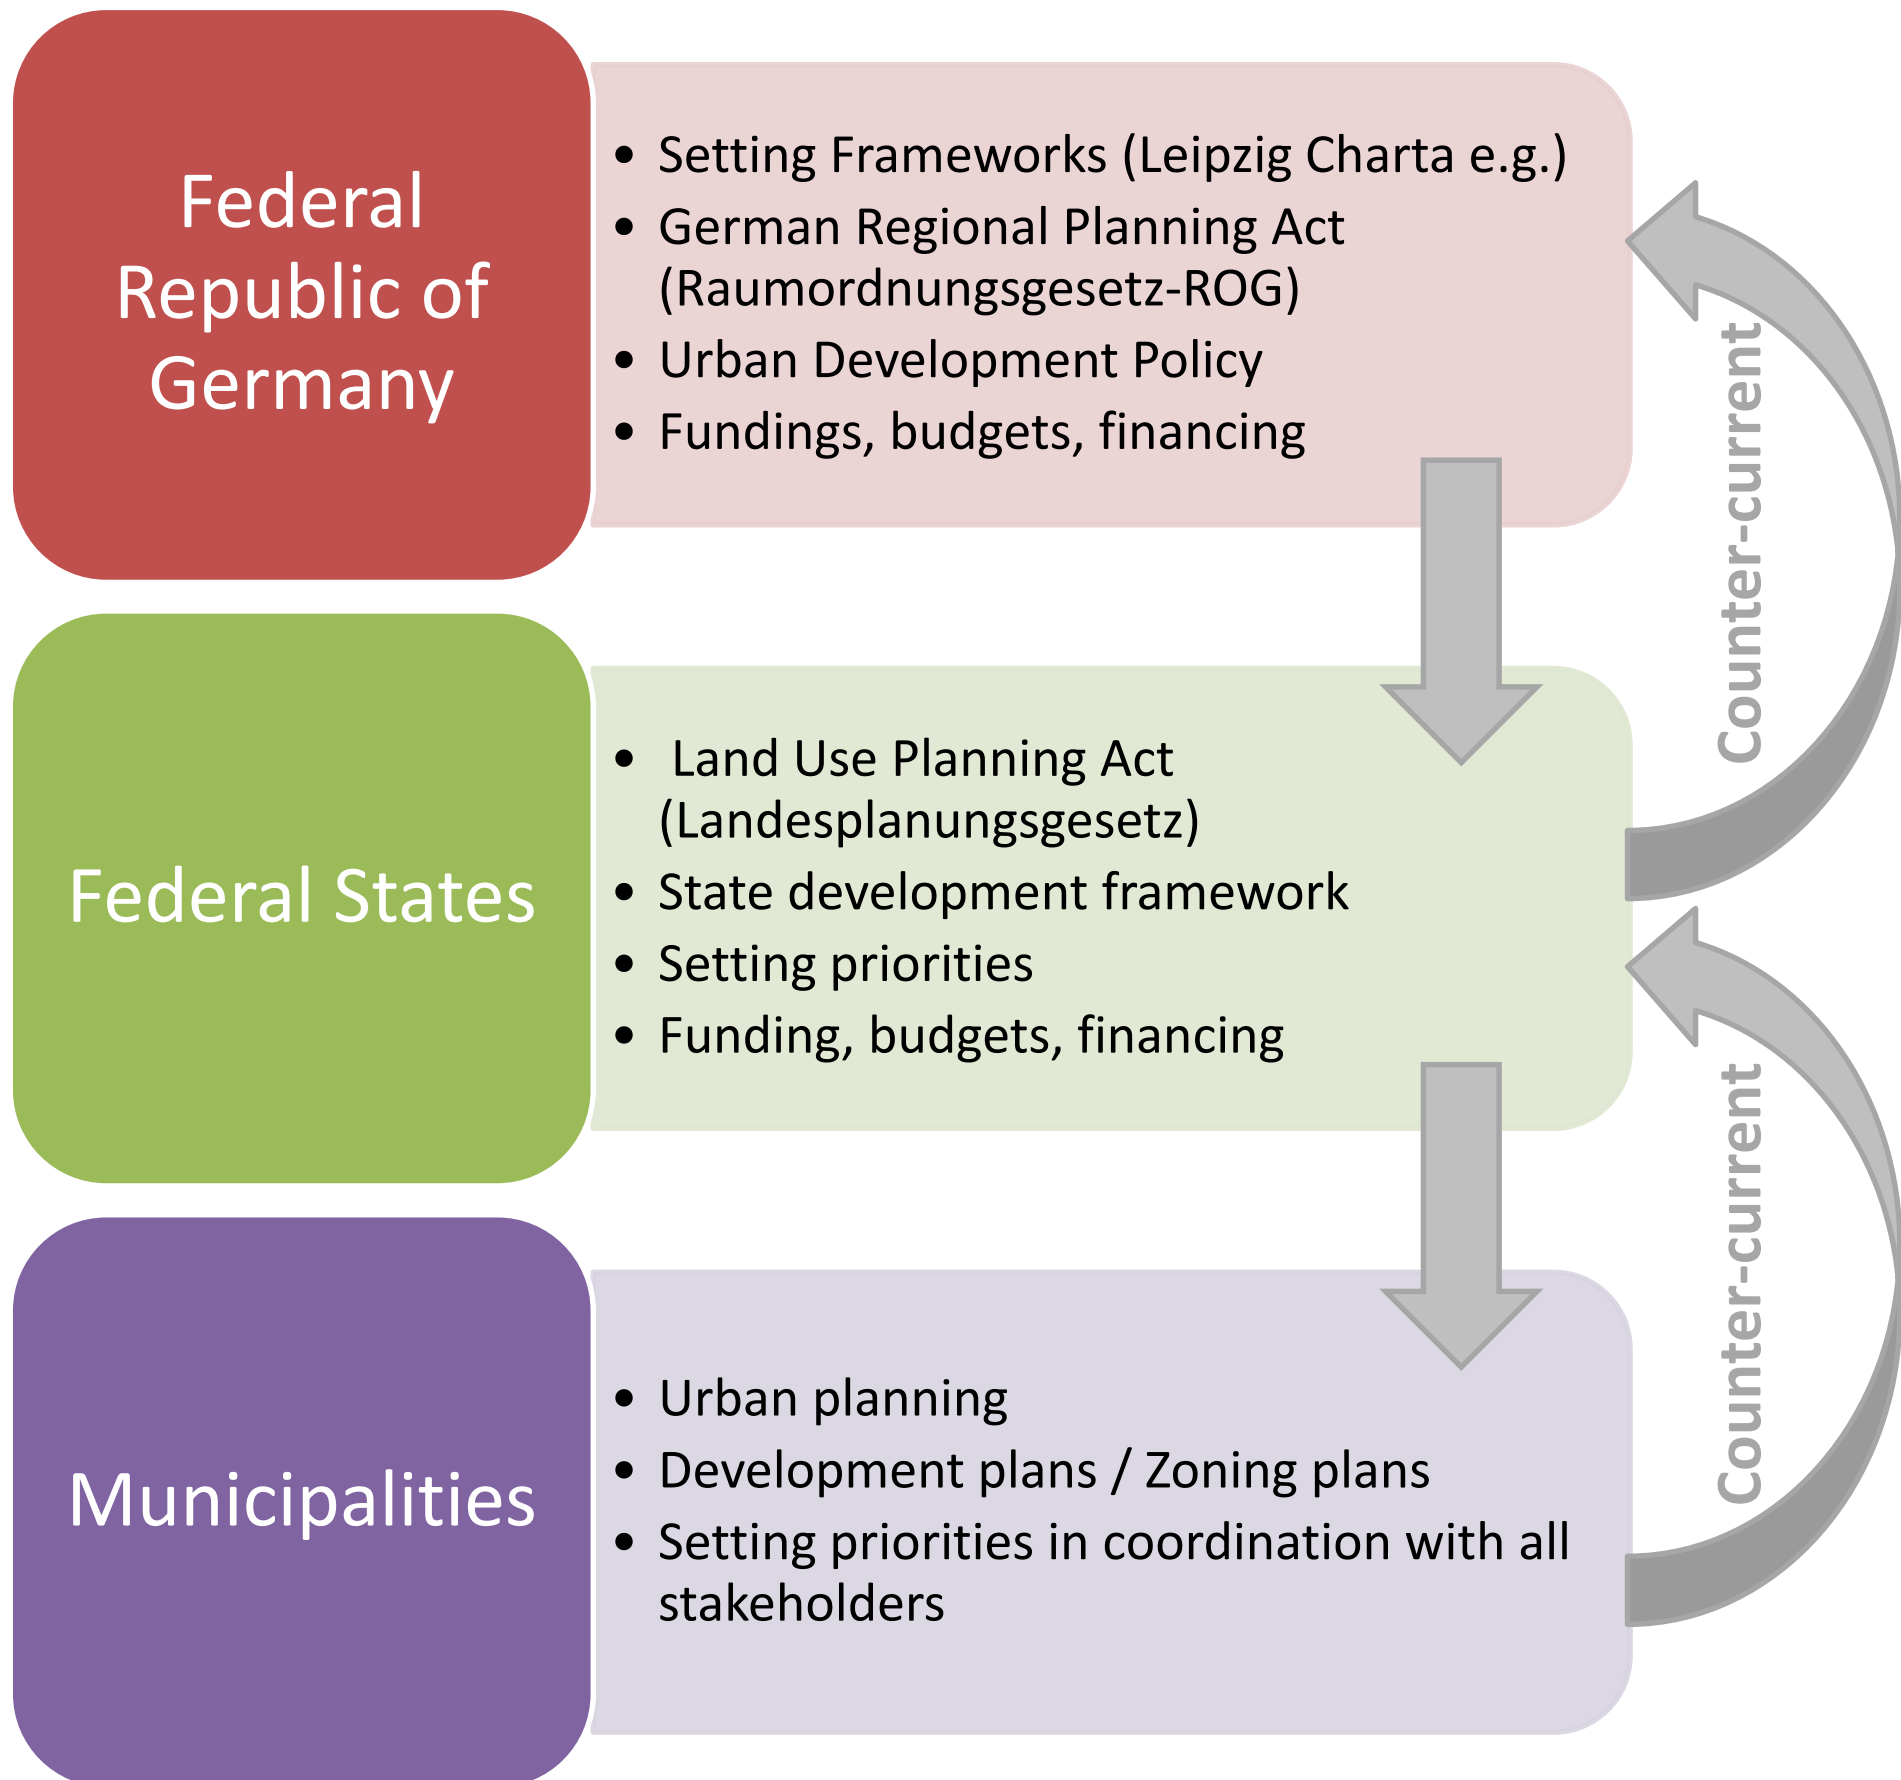 Federal
Republic of
Germany
• Setting Frameworks (Leipzig Charta e.g.)
• German Regional Planning Act
(Raumordnungsgesetz-ROG)
• Urban Development Policy
• Fundings, budgets, financing
Counter-current
Federal States
• Land Use Planning Act
(Landesplanungsgesetz)
• State development framework
• Setting priorities
• Funding, budgets, financing
Counter-current
Municipalities
• Urban planning
• Development plans / Zoning plans
• Setting priorities in coordination with all
stakeholders